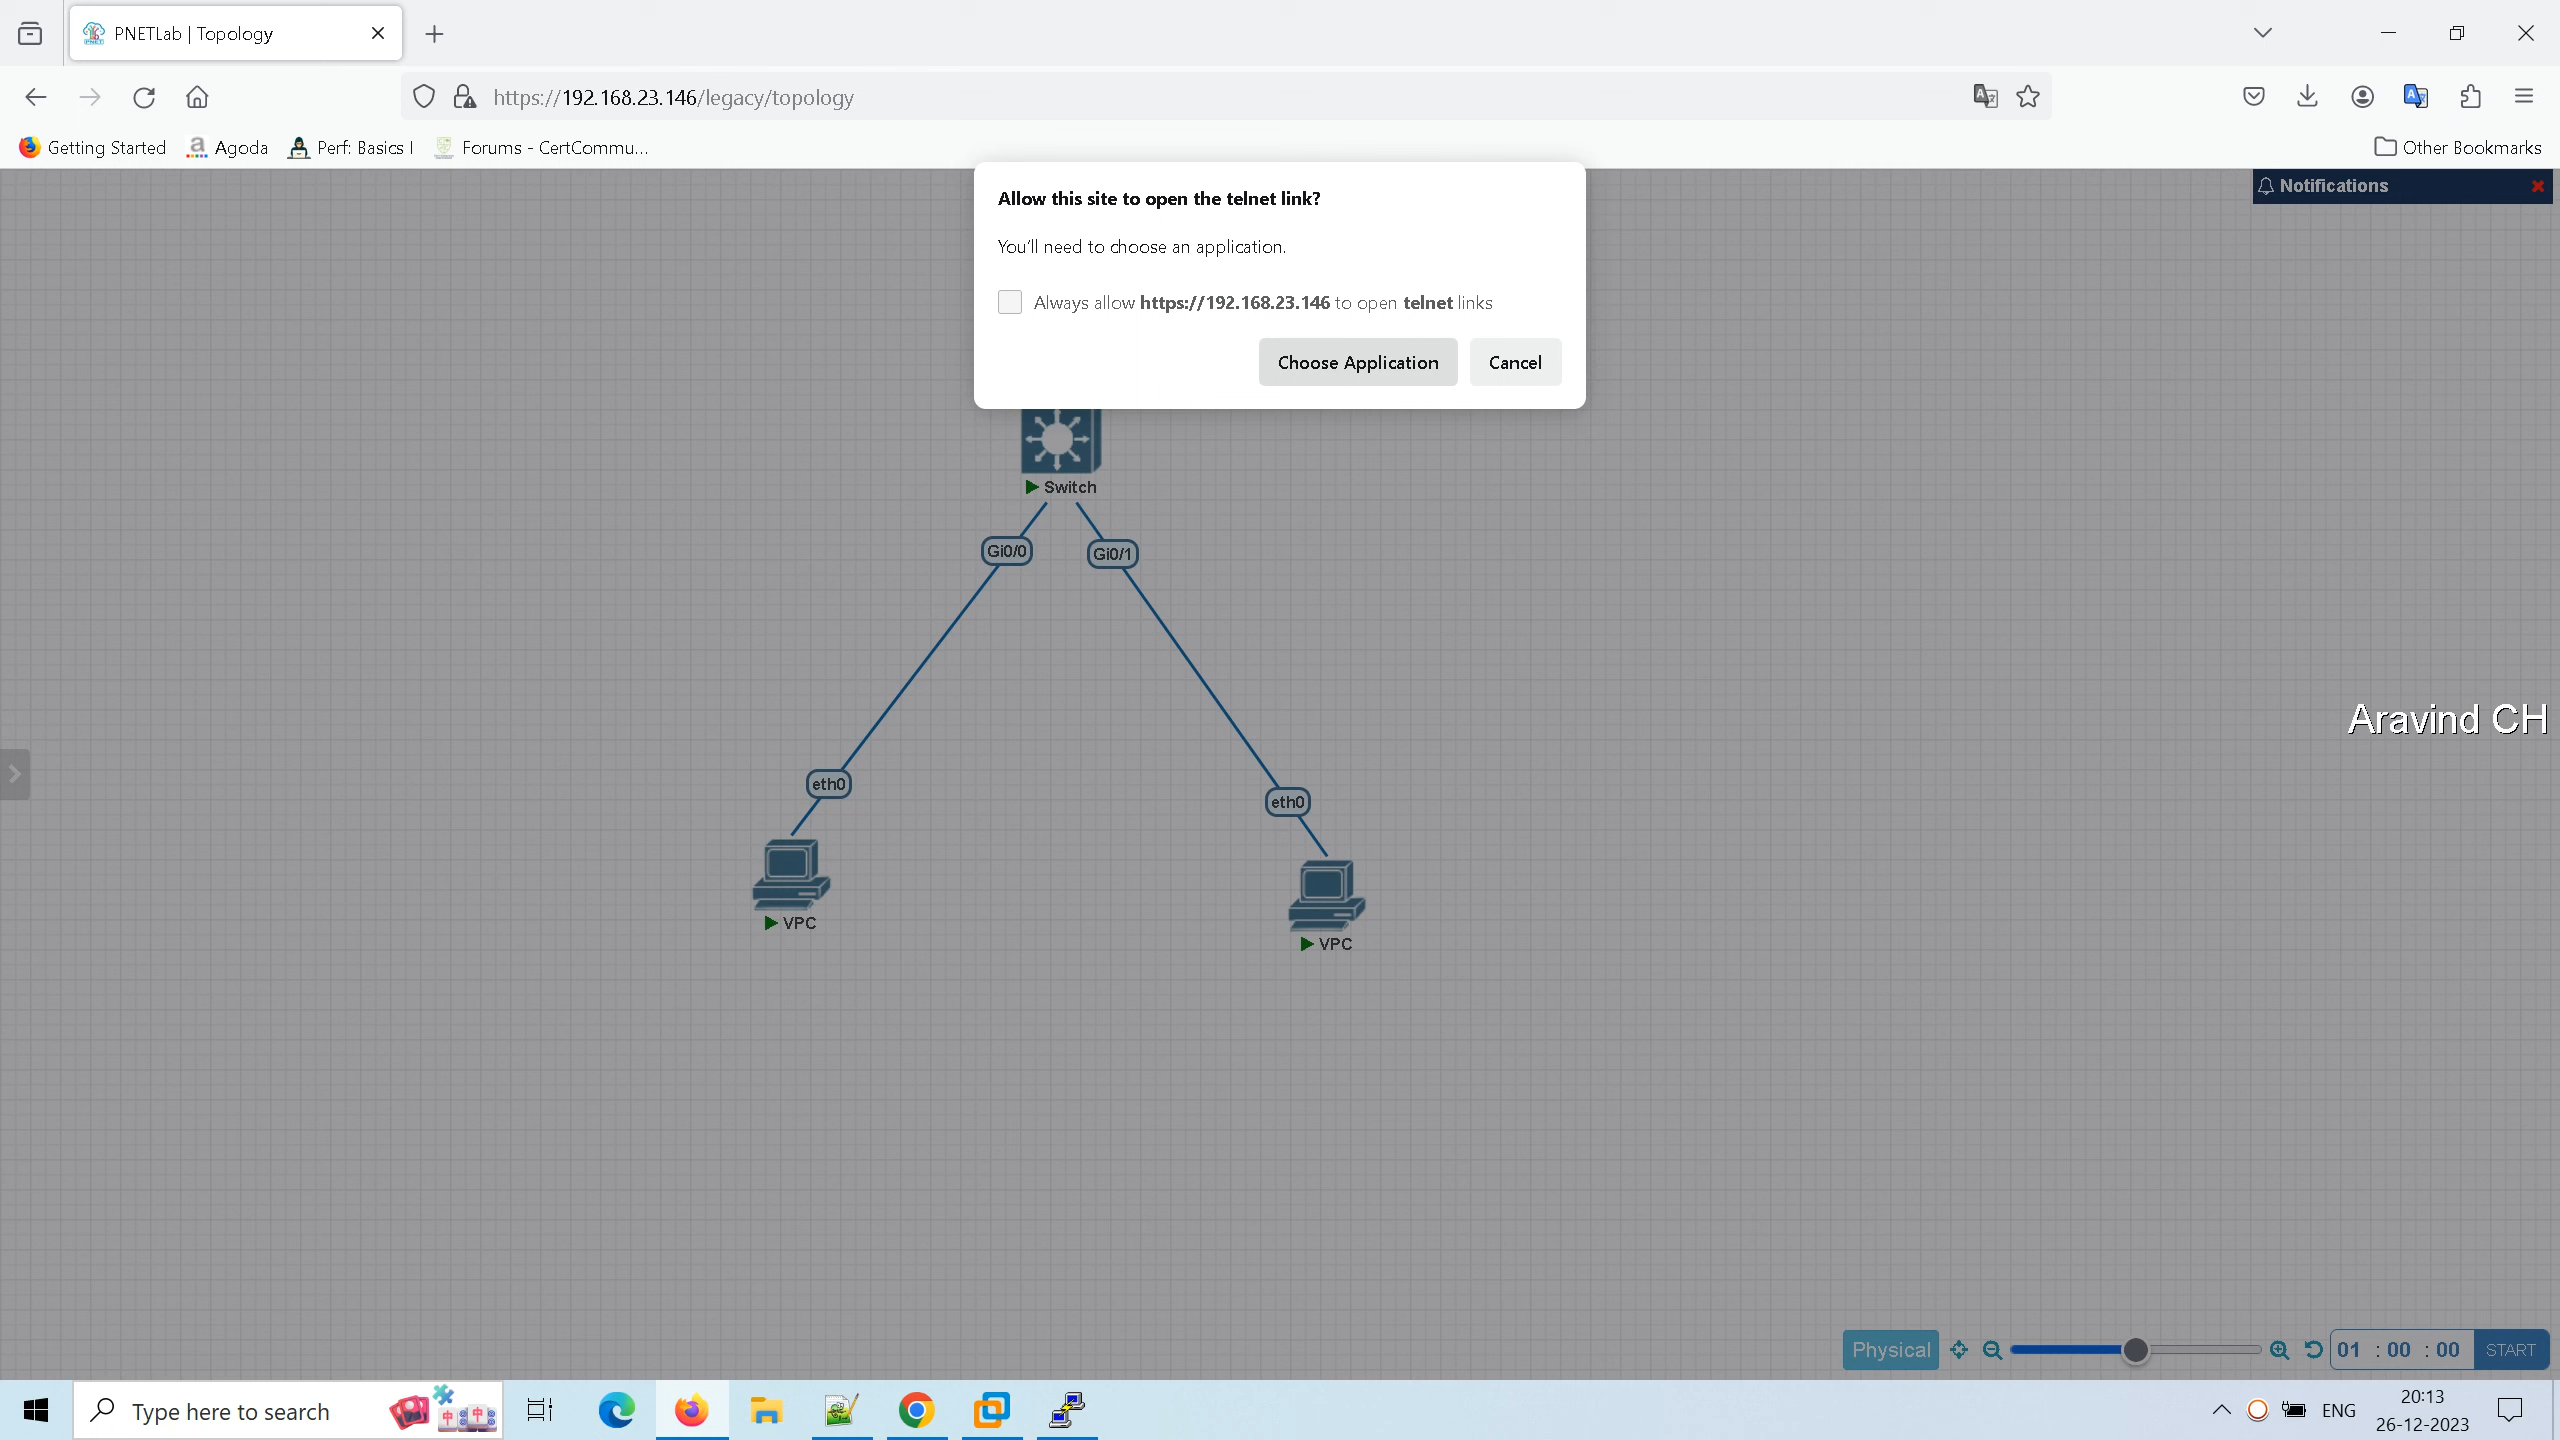 PNETLab | Topology
https://192.168.23.146/legacy/topology
Getting Started
Agoda
Perf: Basics I
Forums - CertCommu...
Other Bookmarks
Notifications
Allow this site to open the telnet link?
You'll need to choose an application.
Always allow https://192.168.23.146 to open telnet links
Choose Application
Cancel
Switch
Gi0/0
Gi0/1
Aravind CH
eth0
eth0
VPC
VPC
Physical
01 : 00 : 00
START
Type here to search
ENG
20:13
26-12-2023